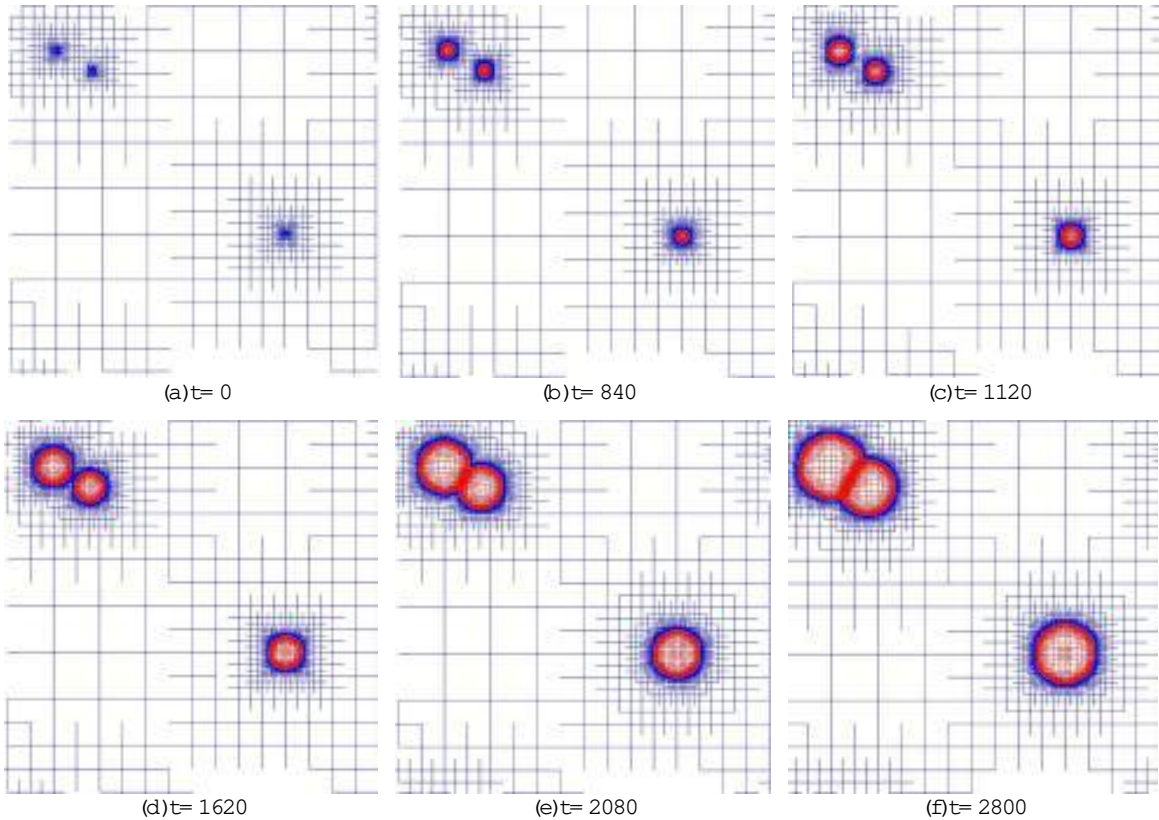 (a) t= 0
(b) t= 840
(c) t= 1120
(d) t= 1620
(e) t= 2080
(f) t= 2800